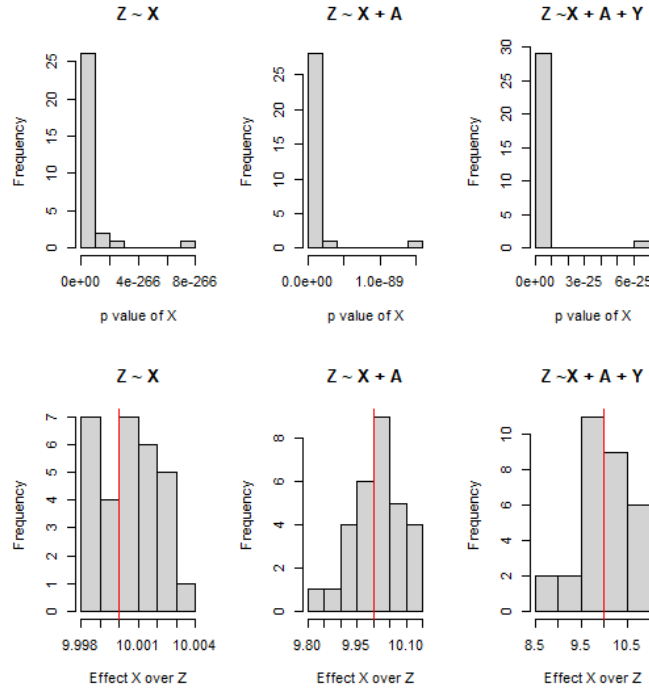 Z ~ X
Frequency
0 5 10 15 20 25
0e+00 4e-266 8e-266
p value of X
Z ~ X + A
Frequency
0 5 10 15 20 25
0.0e+00 1.0e-89
p value of X
Z ~X + A + Y
Frequency
0 5 10 15 20 25 30
0e+00 3e-25 6e-25
p value of X
Z ~ X
Frequency
0 1 2 3 4 5 6 7
9.998 10.001 10.004
Effect X over Z
Z ~ X + A
Frequency
0 2 4 6 8
9.80 9.95 10.10
Effect X over Z
Z ~X + A + Y
Frequency
0 2 4 6 8 10
8.5 9.5 10.5
Effect X over Z